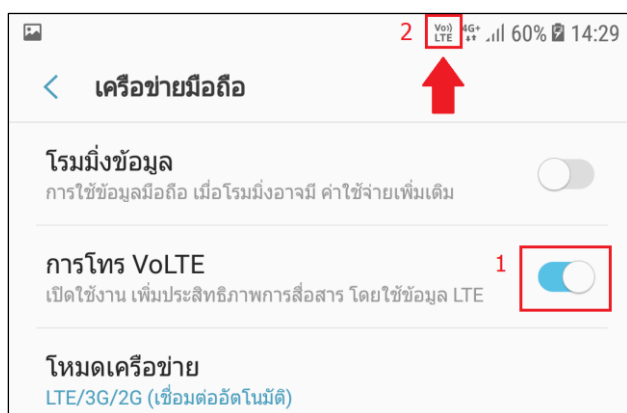 2 Vo)) LTE 4G+ 60% 14:29
เครือข่ายมือถือ
โรมมิ่งข้อมูล
การใช้ข้อมูลมือถือ เมื่อโรมมิ่งอาจมี ค่าใช้จ่ายเพิ่มเติม
การโทร VoLTE 1
เปิดใช้งาน เพิ่มประสิทธิภาพการสื่อสาร โดยใช้ข้อมูล LTE
โหมดเครือข่าย
LTE/3G/2G (เชื่อมต่ออัตโนมัติ)